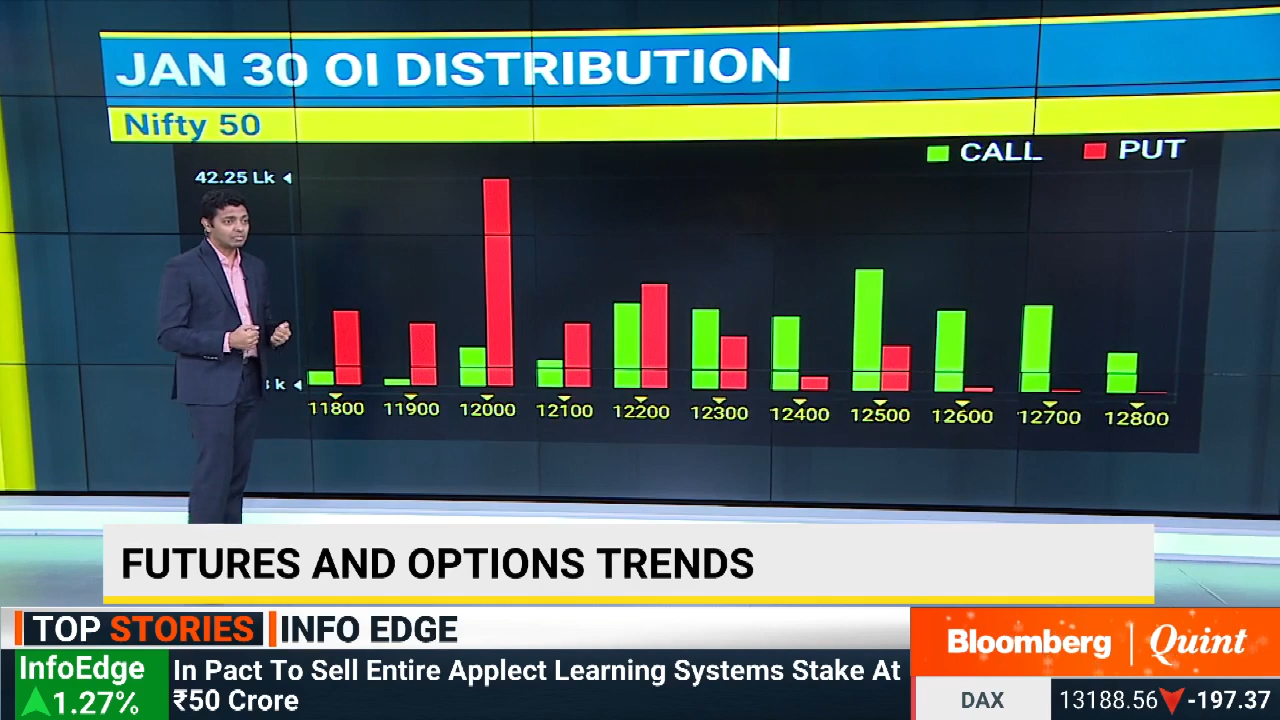 JAN 30 OI DISTRIBUTION
Nifty 50
CALL PUT
42.25 Lk
k
11800 11900 12000 12100 12200 12300 12400 12500 12600 12700 12800
FUTURES AND OPTIONS TRENDS
TOP STORIES INFO EDGE
InfoEdge
1.27%
In Pact To Sell Entire Applect Learning Systems Stake At
₹50 Crore
Bloomberg | Quint
DAX 13188.56 -197.37